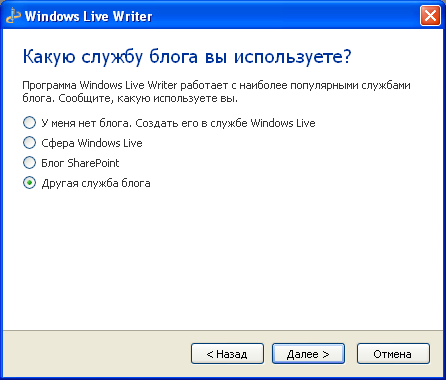 Windows Live Writer
Какую службу блога вы используете?
Программа Windows Live Writer работает с наиболее популярными службами
блога. Сообщите, какую используете вы.
У меня нет блога. Создать его в службе Windows Live
Сфера Windows Live
Блог SharePoint
Другая служба блога
< Назад
Далее >
Отмена